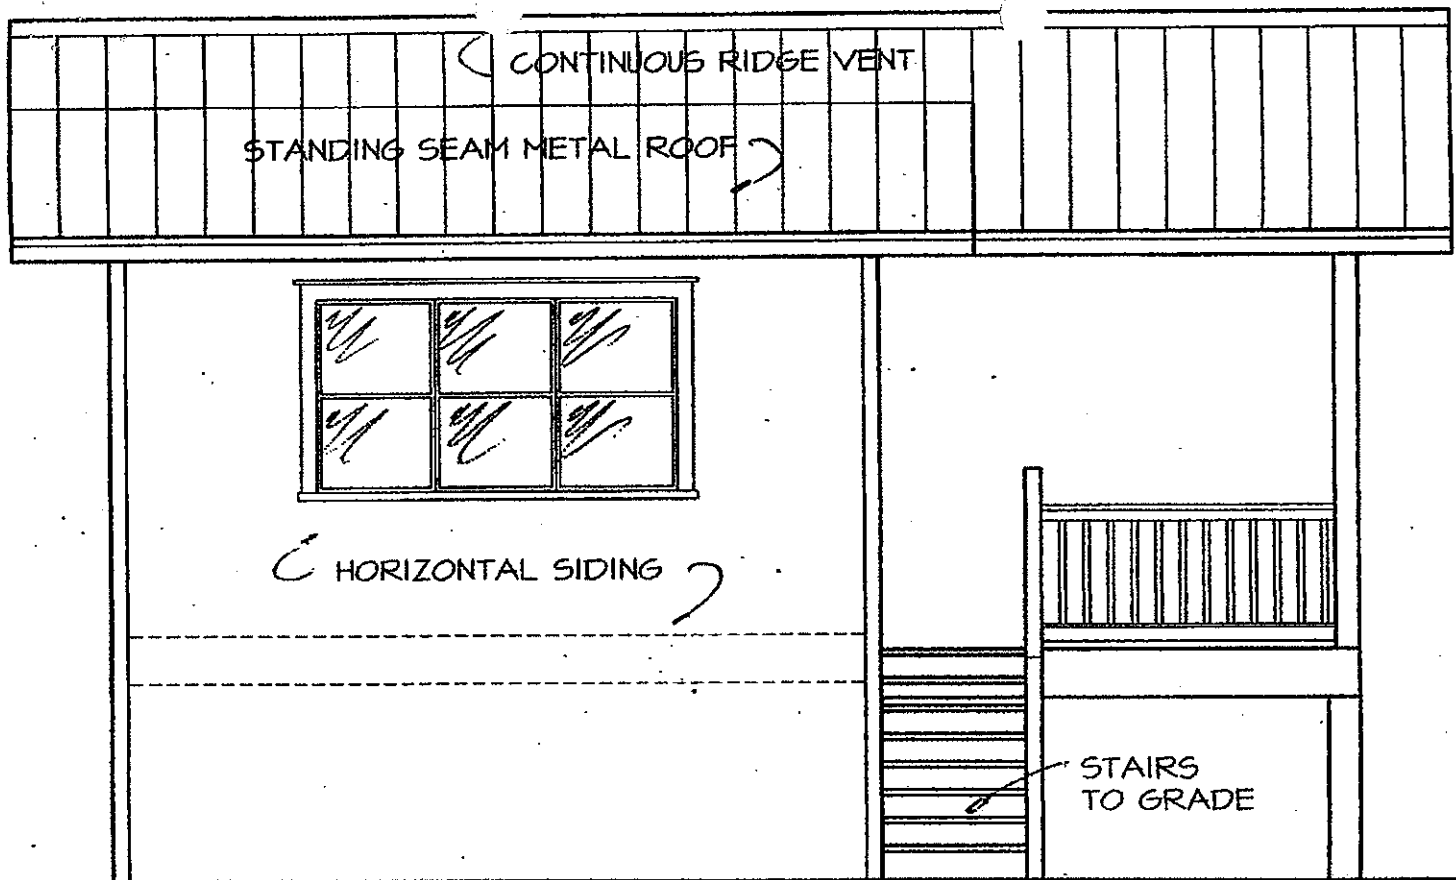 CONTINUOUS RIDGE VENT
STANDING SEAM METAL ROOF
HORIZONTAL SIDING
STAIRS
TO GRADE